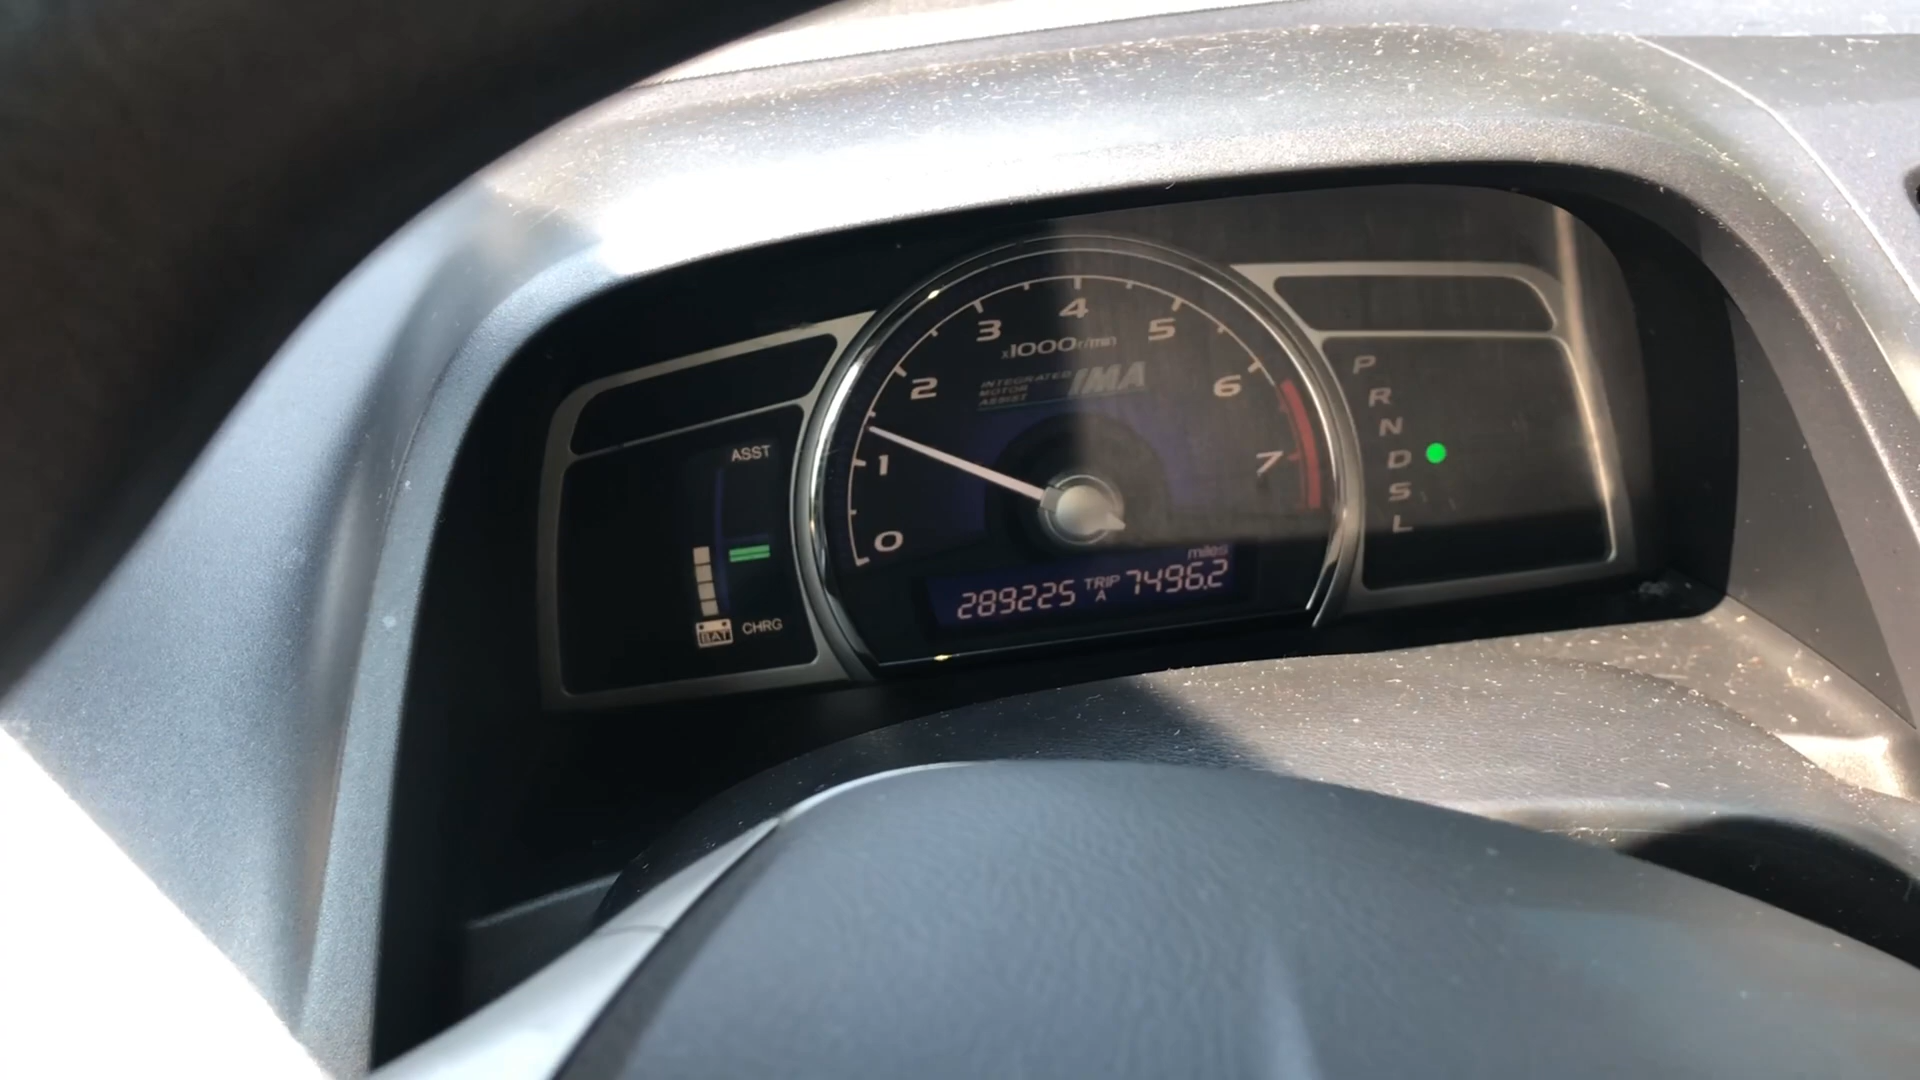 0
1
2
3
4
5
6
7
x1000r/min
INTEGRATED
MOTOR
ASSIST
IMA
ASST
BAT
CHRG
miles
289225 TRIP A 7496.2
P
R
N
D
S
L